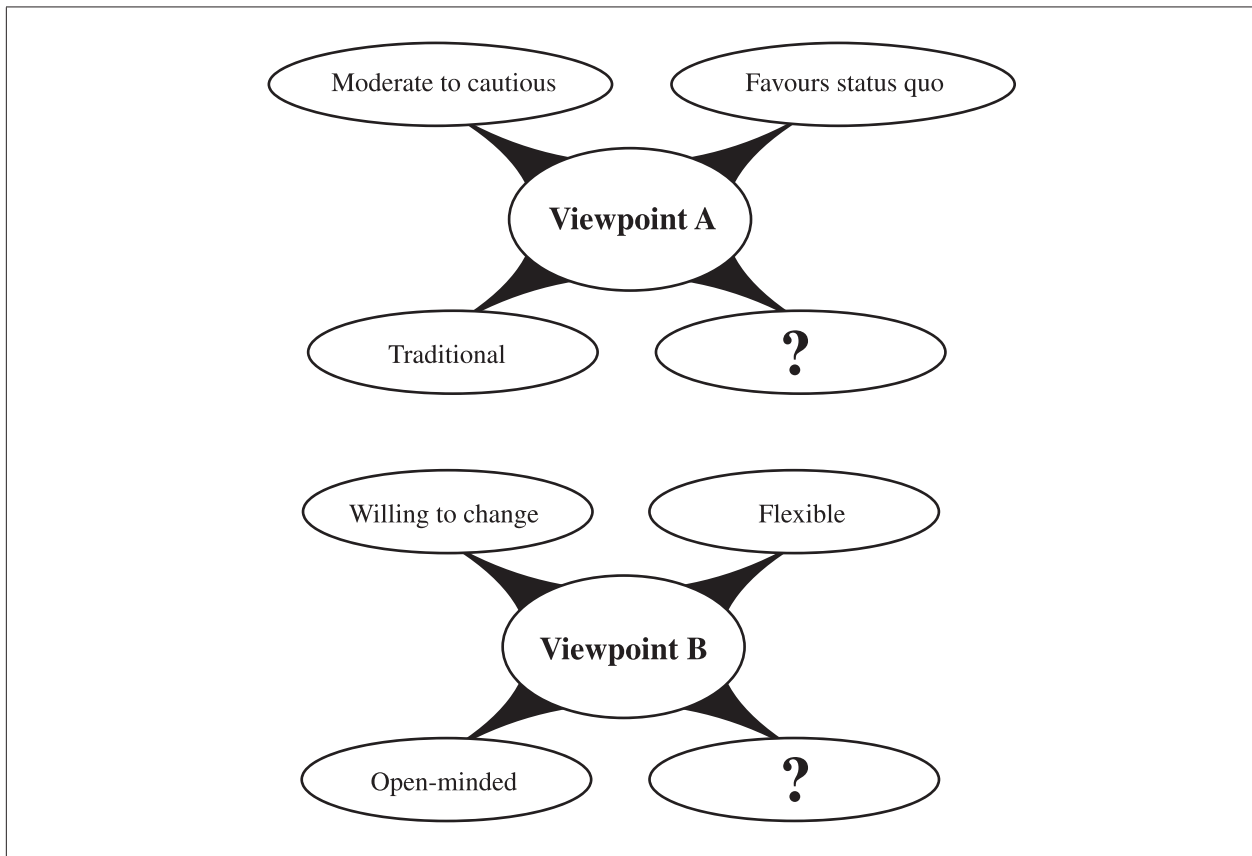 Moderate to cautious
Favours status quo
Viewpoint A
Traditional
?
Willing to change
Flexible
Viewpoint B
Open-minded
?